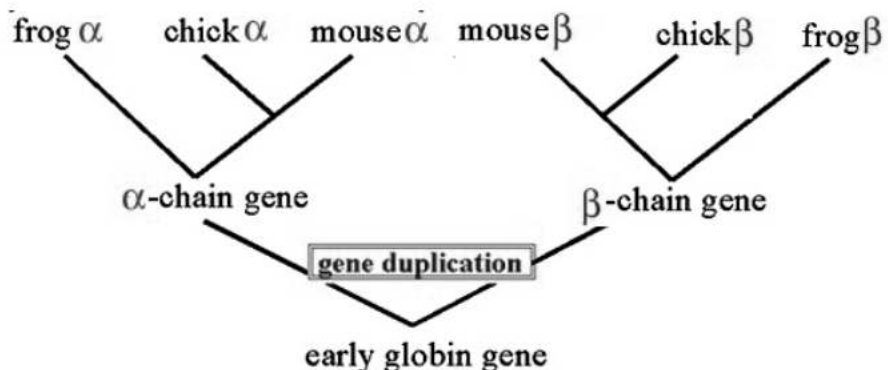 frog α chick α mouse α mouse β chick β frog β
α-chain gene β-chain gene
gene duplication
early globin gene